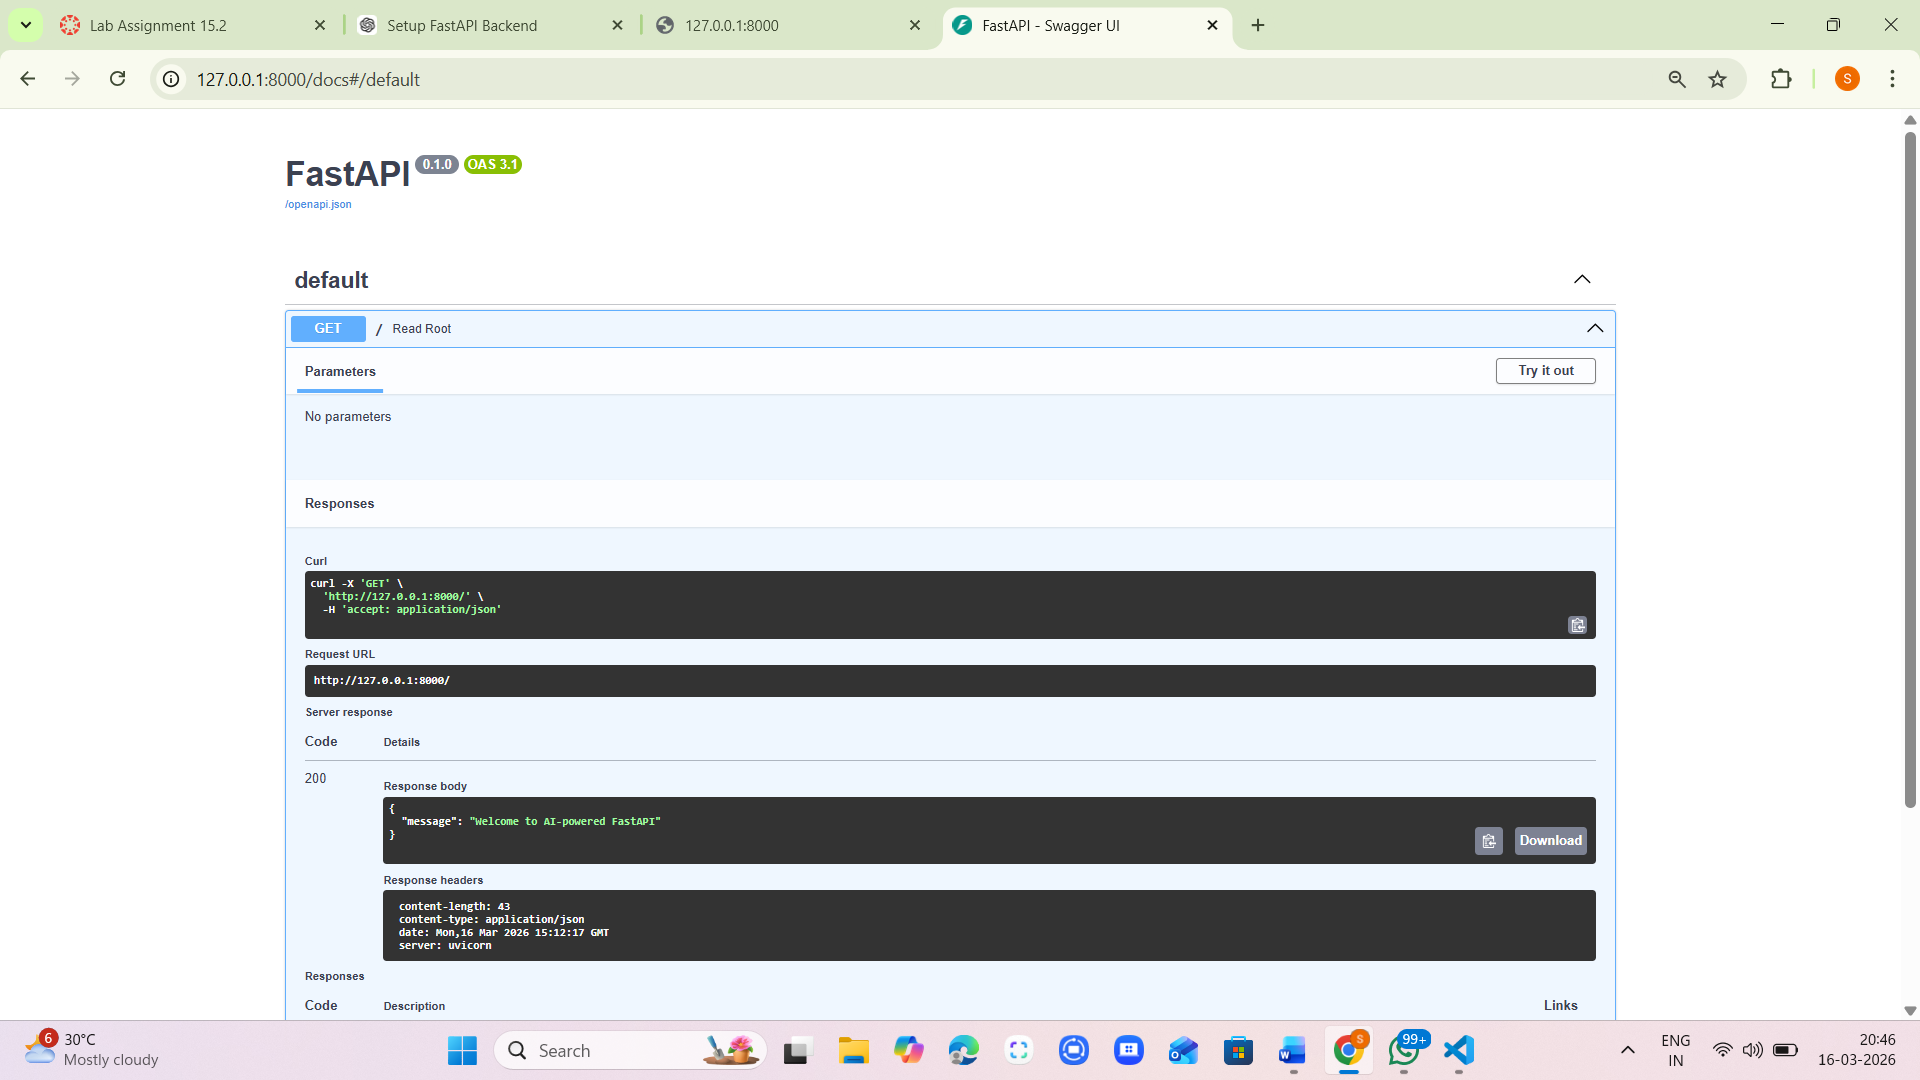 Lab Assignment 15.2
Setup FastAPI Backend
127.0.0.1:8000
FastAPI - Swagger UI
127.0.0.1:8000/docs#/default
S
FastAPI 0.1.0 OAS 3.1
/openapi.json
default
GET / Read Root
Parameters
Try it out
No parameters
Responses
Curl
curl -X 'GET' \
'http://127.0.0.1:8000/' \
-H 'accept: application/json'
Request URL
http://127.0.0.1:8000/
Server response
Code Details
200
Response body
{
"message": "Welcome to AI-powered FastAPI"
}
Download
Response headers
content-length: 43
content-type: application/json
date: Mon,16 Mar 2026 15:12:17 GMT
server: uvicorn
Responses
Code Description Links
6
30°C
Mostly cloudy
Search
S
99+
ENG
IN
20:46
16-03-2026